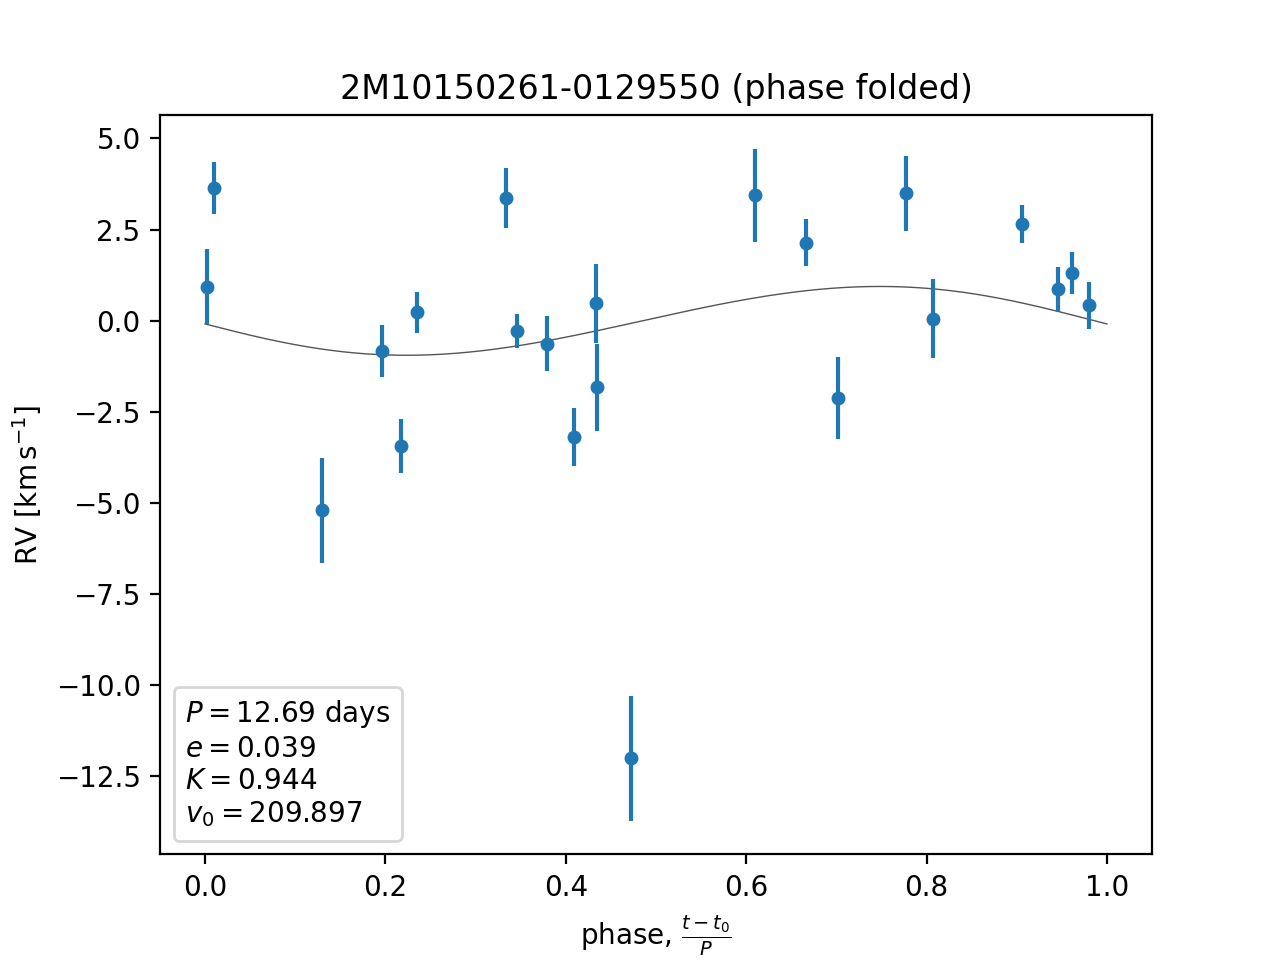 2M10150261-0129550 (phase folded)
5.0
2.5
0.0
−2.5
−5.0
−7.5
−10.0
−12.5
RV [km s⁻¹]
P = 12.69 days
e = 0.039
K = 0.944
v₀ = 209.897
0.0 0.2 0.4 0.6 0.8 1.0
phase, (t − t₀)/P